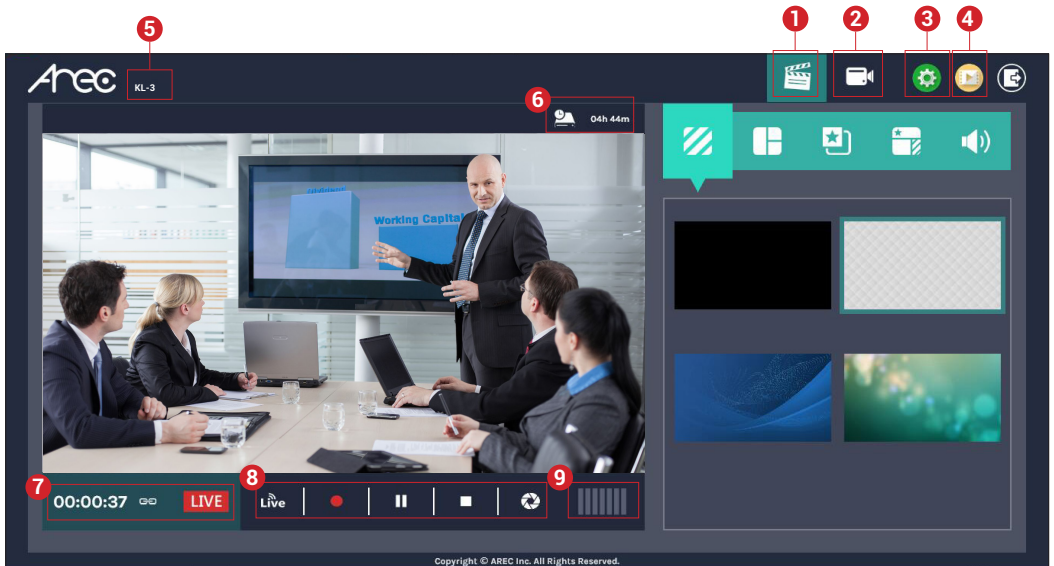 1
2
3
4
5
6
7
8
9
Arec
KL-3
04h 44m
dividends
Working Capital
00:00:37
LIVE
Live
Copyright © AREC Inc. All Rights Reserved.